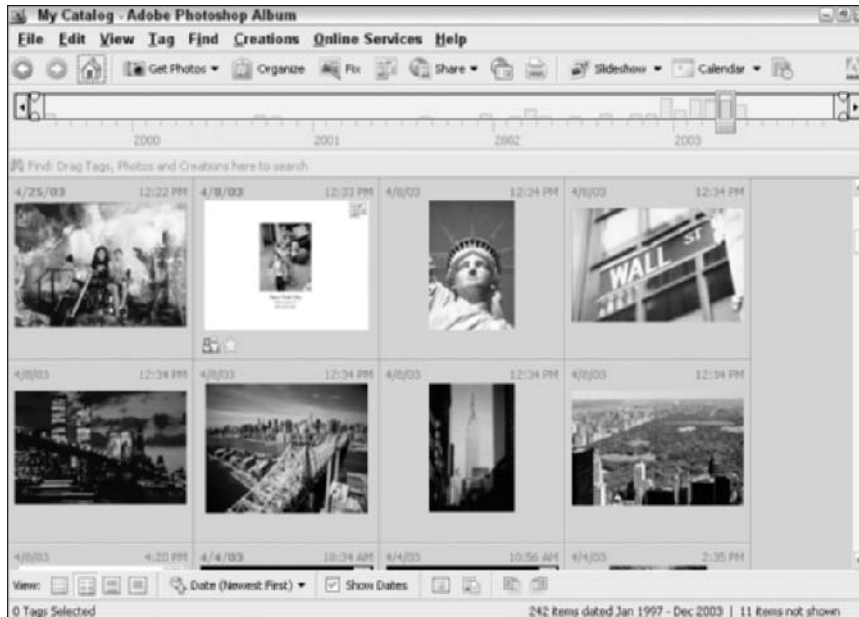 My Catalog - Adobe Photoshop Album
File Edit View Tag Find Creations Online Services Help
Get Photos Organize Fix Share Slideshow Calendar
2000 2001 2002 2003
Find: Drag Tags, Photos and Creations here to search
4/25/03 12:22 PM 4/8/03 12:33 PM 4/8/03 12:34 PM 4/8/03 12:34 PM
New York City
WALL ST
4/8/03 12:34 PM 4/8/03 12:34 PM 4/8/03 12:34 PM 4/8/03 12:34 PM
4/8/03 4:20 PM 4/4/03 10:34 AM 4/4/03 10:56 AM 4/4/03 2:35 PM
View: Date (Newest First) Show Dates
0 Tags Selected 242 items dated Jan 1997 - Dec 2003 | 11 items not shown